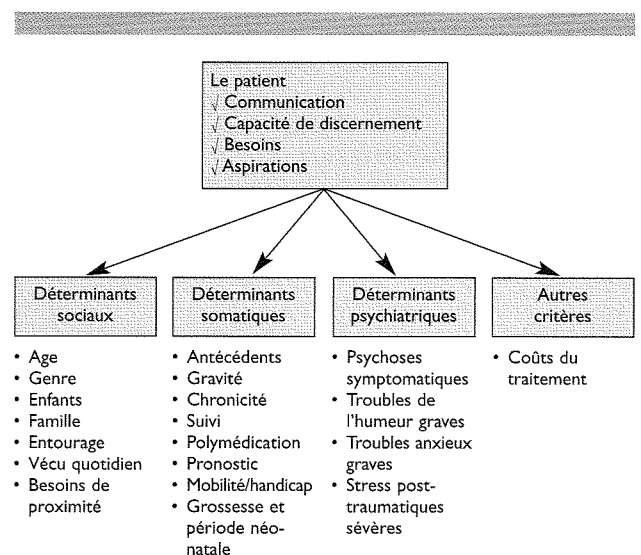 Le patient
√ Communication
√ Capacité de discernement
√ Besoins
√ Aspirations
Déterminants
sociaux
• Age
• Genre
• Enfants
• Famille
• Entourage
• Vécu quotidien
• Besoins de
proximité
Déterminants
somatiques
• Antécédents
• Gravité
• Chronicité
• Suivi
• Polymédication
• Pronostic
• Mobilité/handicap
• Grossesse et
période néo-
natale
Déterminants
psychiatriques
• Psychoses
symptomatiques
• Troubles de
l'humeur graves
• Troubles anxieux
graves
• Stress post-
traumatiques
sévères
Autres
critères
• Coûts du
traitement